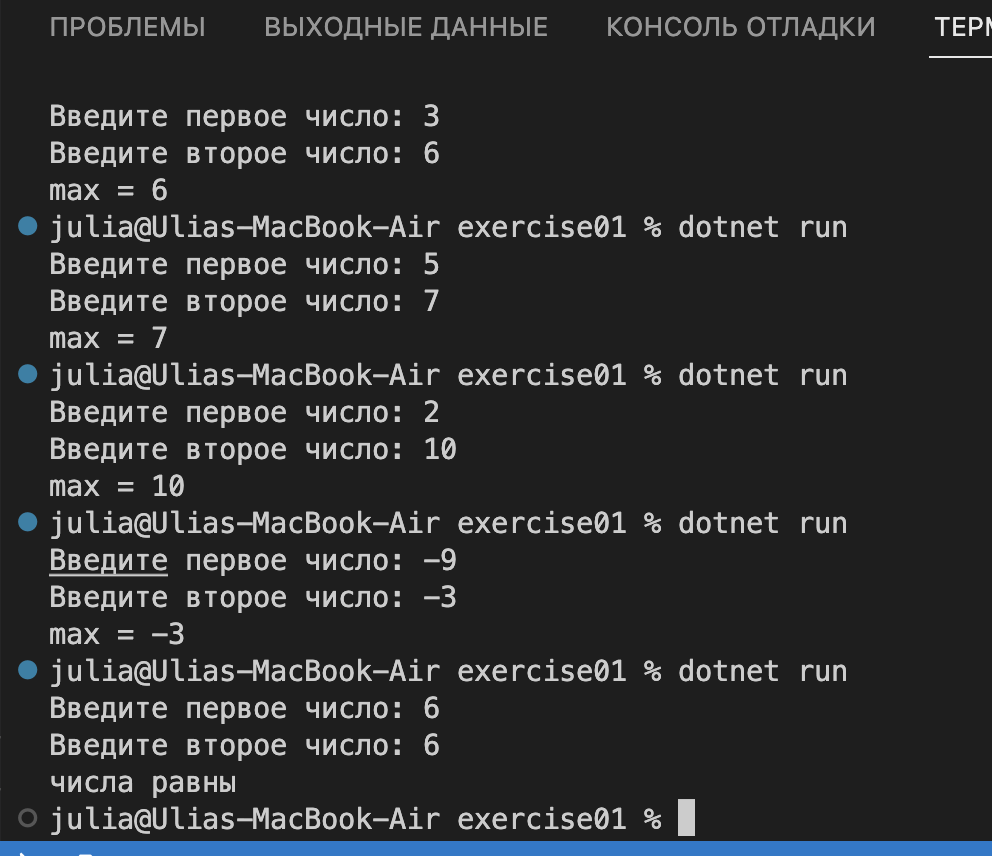 ПРОБЛЕМЫ ВЫХОДНЫЕ ДАННЫЕ КОНСОЛЬ ОТЛАДКИ
Введите первое число: 3
Введите второе число: 6
max = 6
julia@Ulias-MacBook-Air exercise01 % dotnet run
Введите первое число: 5
Введите второе число: 7
max = 7
julia@Ulias-MacBook-Air exercise01 % dotnet run
Введите первое число: 2
Введите второе число: 10
max = 10
julia@Ulias-MacBook-Air exercise01 % dotnet run
Введите первое число: -9
Введите второе число: -3
max = -3
julia@Ulias-MacBook-Air exercise01 % dotnet run
Введите первое число: 6
Введите второе число: 6
числа равны
julia@Ulias-MacBook-Air exercise01 %